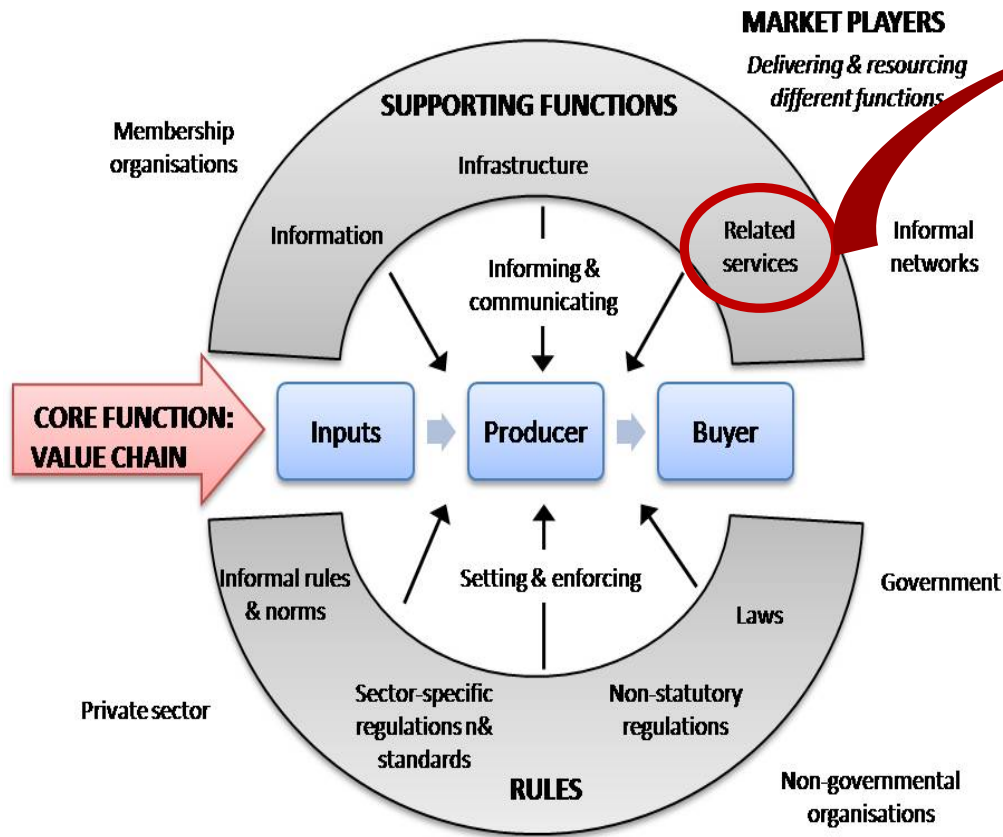 MARKET PLAYERS
Delivering & resourcing
different functions
SUPPORTING FUNCTIONS
Membership
organisations
Infrastructure
Information
Related
services
Informal
networks
Informing &
communicating
CORE FUNCTION:
VALUE CHAIN
Inputs
Producer
Buyer
Informal rules
& norms
Setting & enforcing
Government
Laws
Private sector
Sector-specific
regulations n&
standards
Non-statutory
regulations
RULES
Non-governmental
organisations